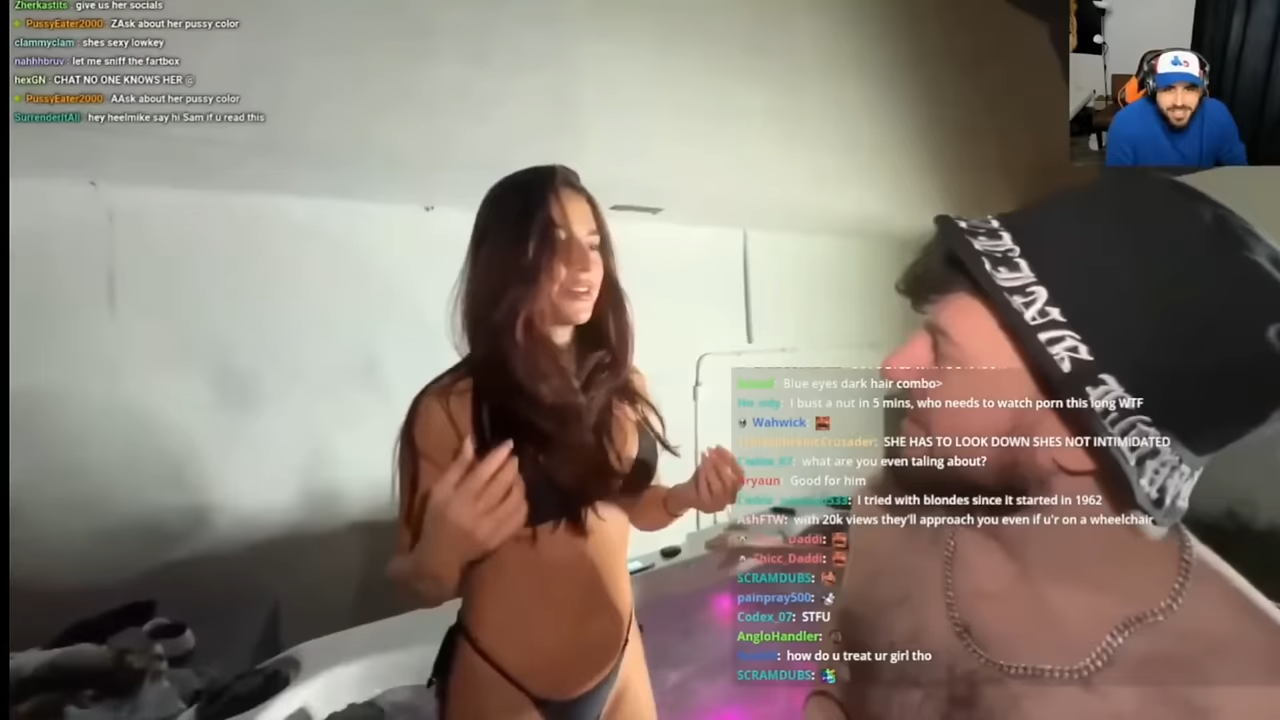 Zherkastits : give us her socials
PussyEater2000 : ZAsk about her pussy color
clammyclam : shes sexy lowkey
nahhhbruv : let me sniff the fartbox
hexGN : CHAT NO ONE KNOWS HER
PussyEater2000 : AAsk about her pussy color
SurrenderItAll : hey heelmike say hi Sam if u read this
Blue eyes dark hair combo>
I bust a nut in 5 mins, who needs to watch porn this long WTF
Wahwick:
SHE HAS TO LOOK DOWN SHES NOT INTIMIDATED
what are you even taling about?
Good for him
I tried with blondes since it started in 1962
AshFTW: with 20k views they'll approach you even if u'r on a wheelchair
Thicc_Daddi:
Thicc_Daddi:
SCRAMDUBS:
painpray500:
Codex_07: STFU
AngloHandler:
how do u treat ur girl tho
SCRAMDUBS: